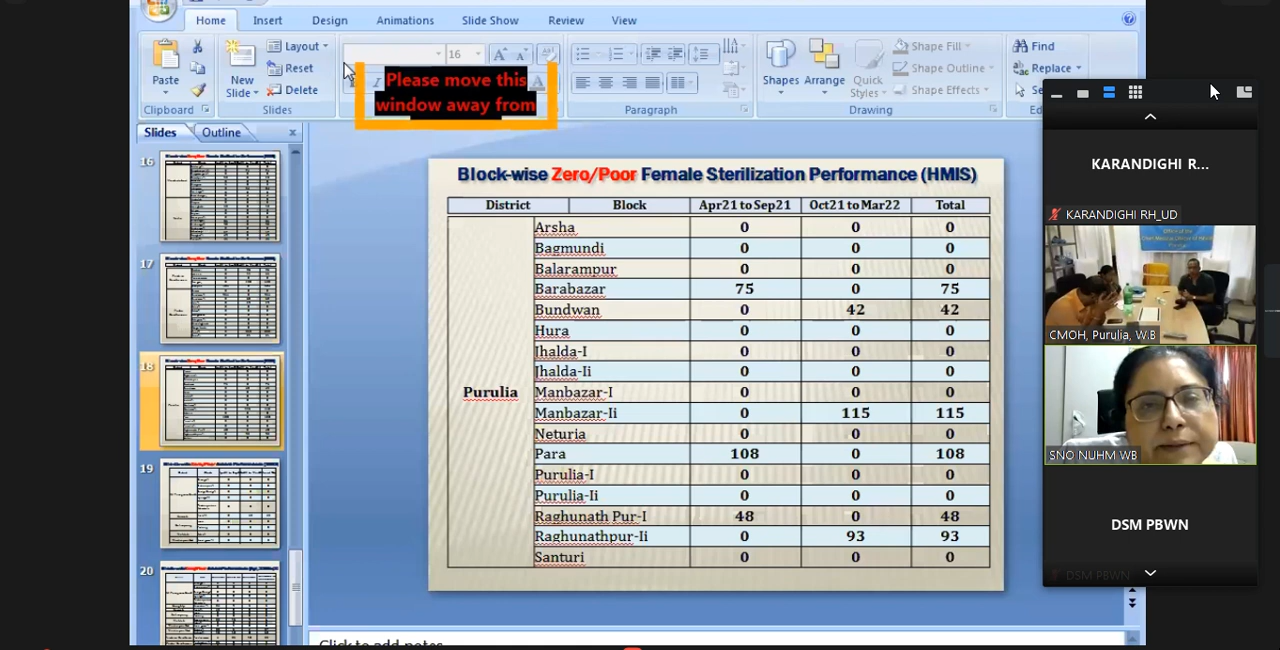 Home Insert Design Animations Slide Show Review View
Layout 16 Find
Paste New Slide Reset Shapes Arrange Quick Styles Shape Fill Shape Outline Shape Effects Replace
Delete
Please move this
window away from
Clipboard Slides Paragraph Drawing
Slides Outline
KARANDIGHI R...
KARANDIGHI RH_UD
CMOH, Purulia, W.B
SNO NUHM WB
DSM PBWN
DSM PBWN
16
17
18
19
20
Block-wise Zero/Poor Female Sterilization Performance (HMIS)
District Block Apr21 to Sep21 Oct21 to Mar22 Total
Purulia
Arsha 0 0 0
Bagmundi 0 0 0
Balarampur 0 0 0
Barabazar 75 0 75
Bundwan 0 42 42
Hura 0 0 0
Jhalda-I 0 0 0
Jhalda-Ii 0 0 0
Manbazar-I 0 0 0
Manbazar-Ii 0 115 115
Neturia 0 0 0
Para 108 0 108
Purulia-I 0 0 0
Purulia-Ii 0 0 0
Raghunath Pur-I 48 0 48
Raghunathpur-Ii 0 93 93
Santuri 0 0 0
Click to add notes